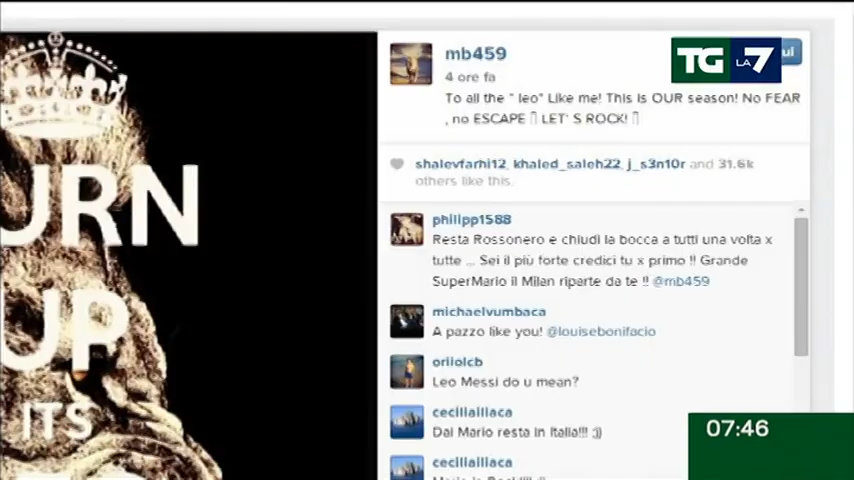 URN
UP
ITS
mb459
4 ore fa
To all the " leo" Like me! This is OUR season! No FEAR
, no ESCAPE LET' S ROCK!
shalevfarhi12, khaled_saleh22, j_s3n10r and 31.6k
others like this.
philipp1588
Resta Rossonero e chiudi la bocca a tutti una volta x
tutte ... Sei il più forte credici tu x primo !! Grande
SuperMario il Milan riparte da te !! @mb459
michaelvumbaca
A pazzo like you! @louisebonifacio
oriiolcb
Leo Messi do u mean?
ceciliailiaca
Dai Mario resta in Italia!!! :))
ceciliailiaca
TG LA 7
07:46